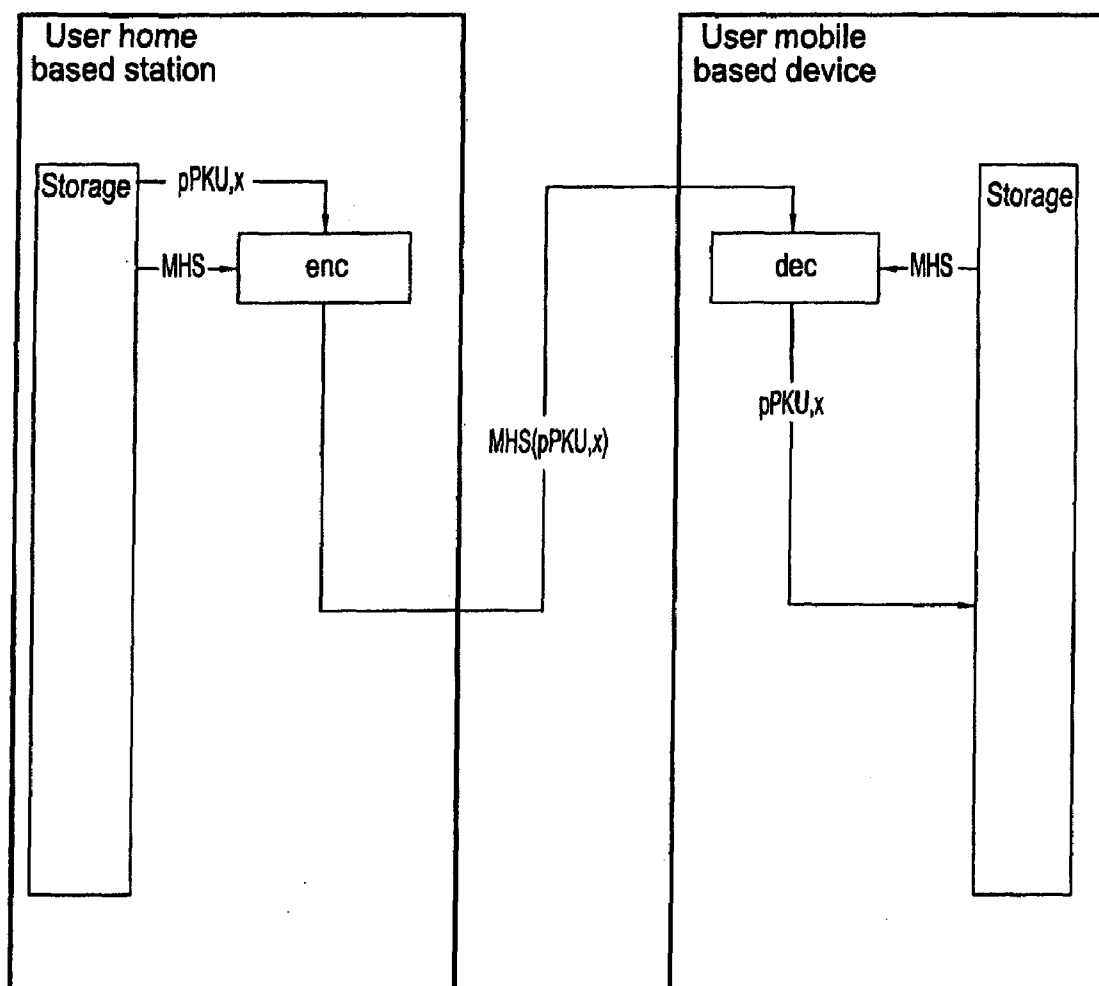 User home
based station
User mobile
based device
Storage
pPKU,x
MHS
enc
MHS(pPKU,x)
dec
MHS
Storage
pPKU,x